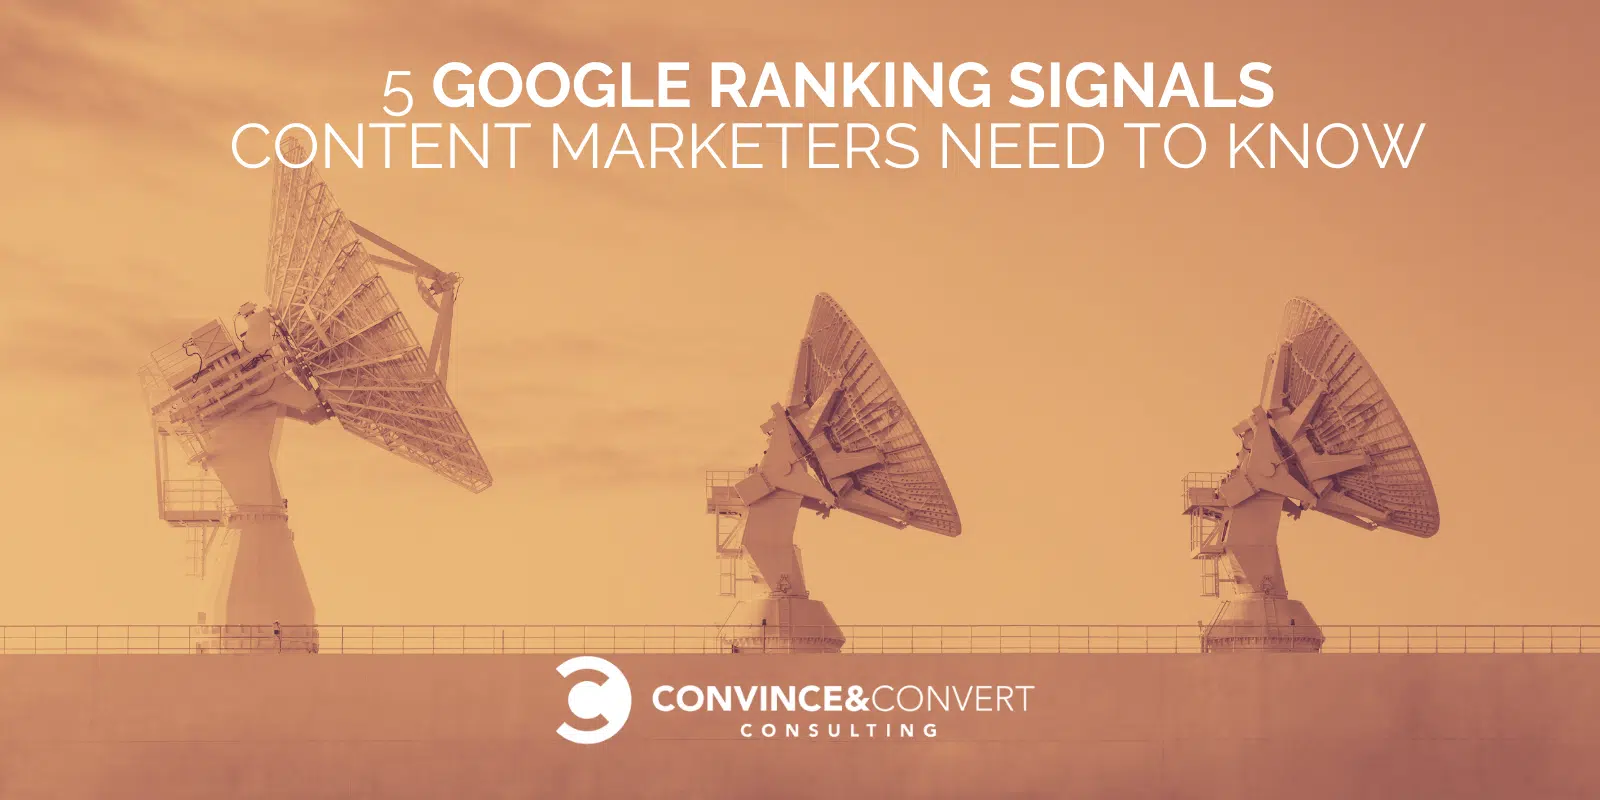 5 GOOGLE RANKING SIGNALS
CONTENT MARKETERS NEED TO KNOW
CONVINCE&CONVERT
CONSULTING